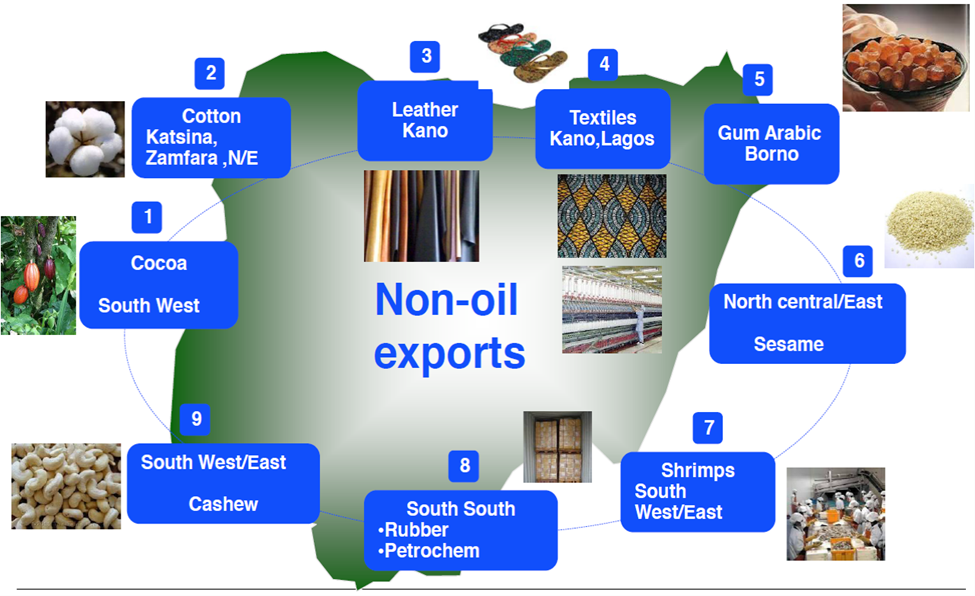 3
Leather
Kano
4
Textiles
Kano,Lagos
2
Cotton
Katsina,
Zamfara ,N/E
5
Gum Arabic
Borno
1
Cocoa
South West
6
North central/East
Sesame
Non-oil
exports
9
South West/East
Cashew
8
South South
•Rubber
•Petrochem
7
Shrimps
South
West/East